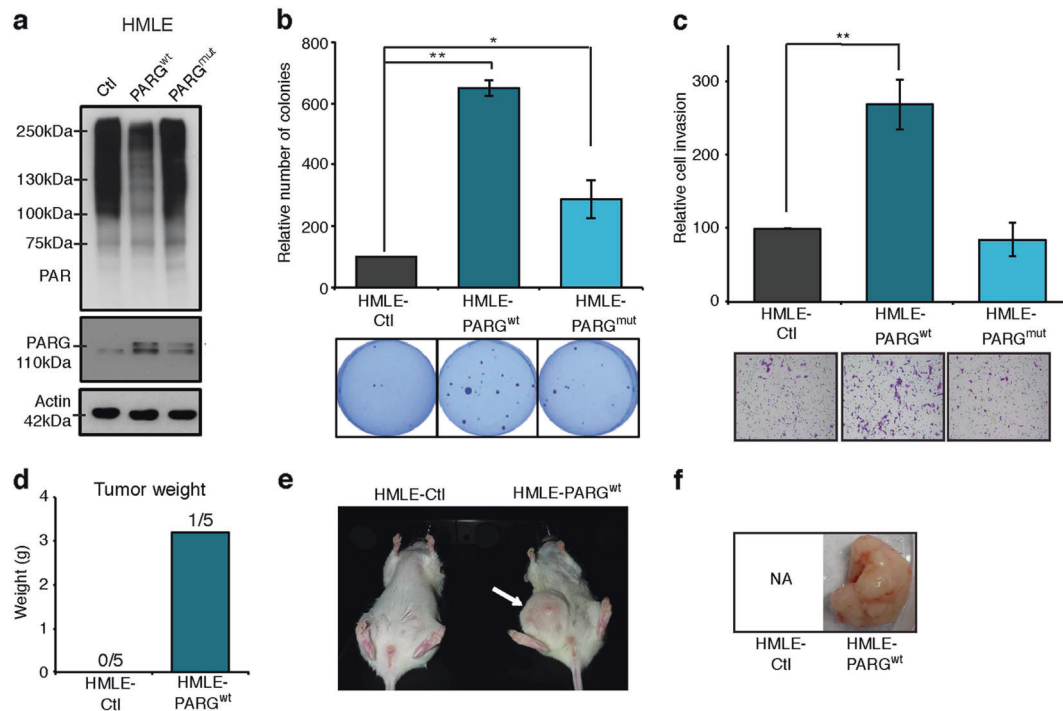 a
HMLE
Ctl
PARGwt
PARGmut
250kDa
130kDa
100kDa
75kDa
PAR
PARG
110kDa
Actin
42kDa
b
Relative number of colonies
800
600
400
200
0
*
**
HMLE-
Ctl
HMLE-
PARGwt
HMLE-
PARGmut
c
Relative cell invasion
300
200
100
0
**
HMLE-
Ctl
HMLE-
PARGwt
HMLE-
PARGmut
d
Tumor weight
Weight (g)
4
3
2
1
0
0/5
1/5
HMLE-
Ctl
HMLE-
PARGwt
e
HMLE-Ctl
HMLE-PARGwt
f
NA
HMLE-
Ctl
HMLE-
PARGwt